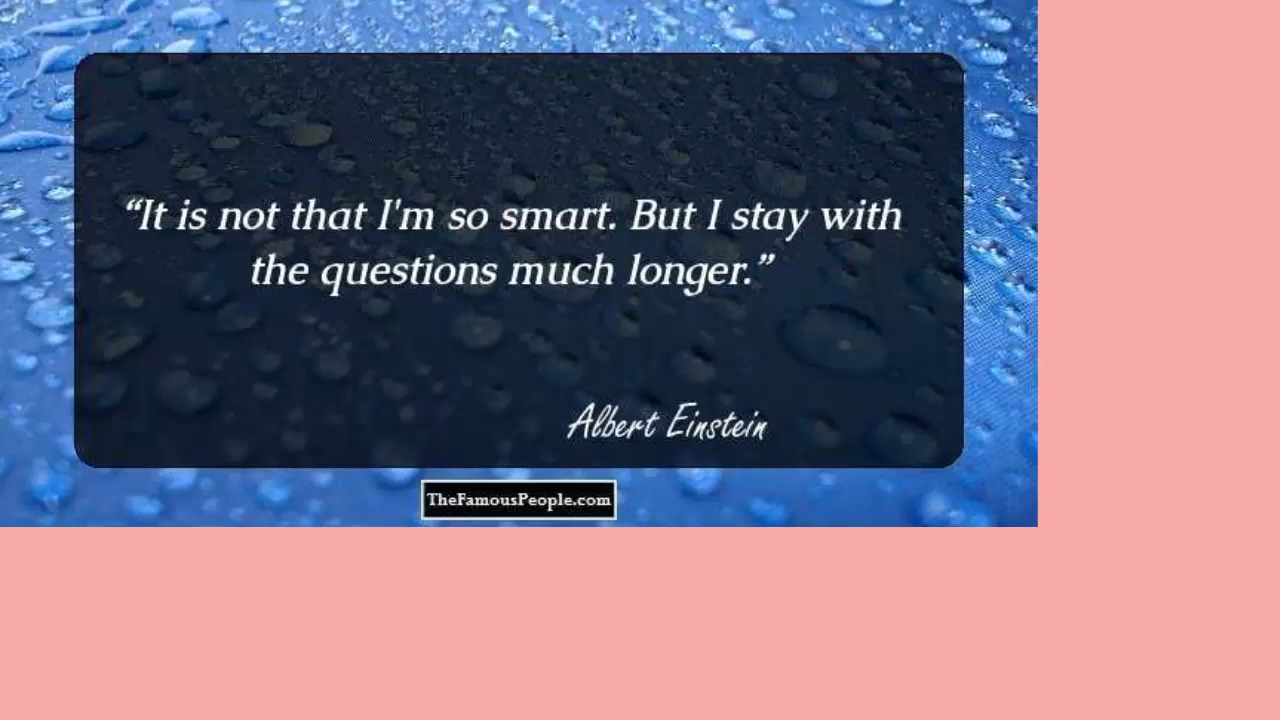 “It is not that I'm so smart. But I stay with
the questions much longer.”
Albert Einstein
TheFamousPeople.com